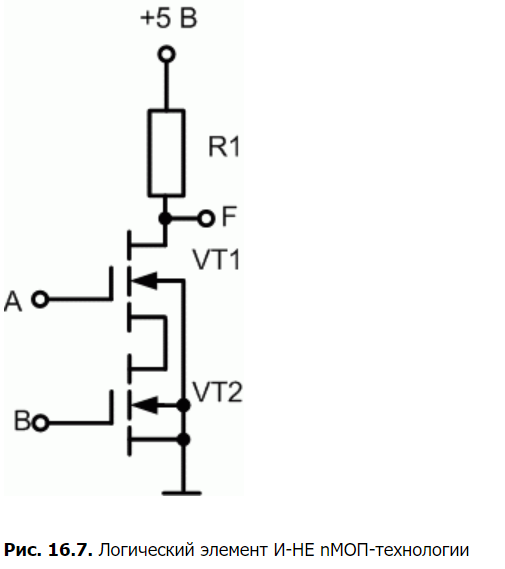 +5 В
R1
F
VT1
A
VT2
B
Рис. 16.7. Логический элемент И-НЕ nМОП-технологии